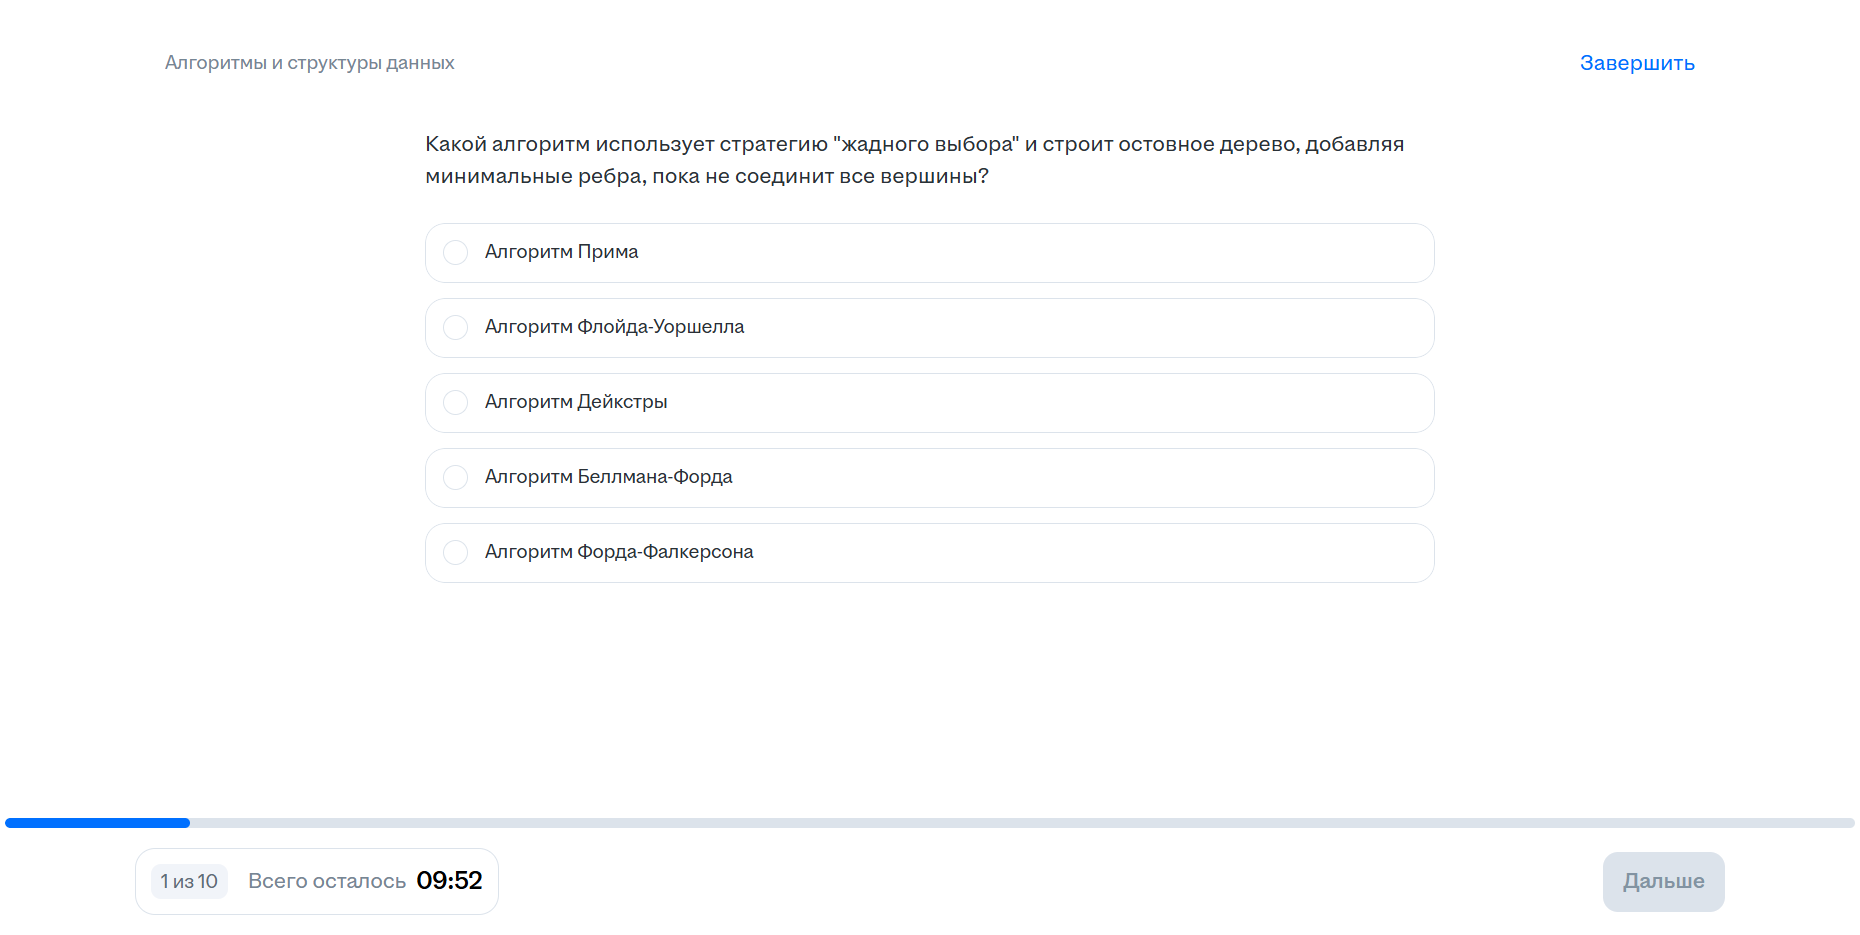 Алгоритмы и структуры данных
Завершить
Какой алгоритм использует стратегию "жадного выбора" и строит остовное дерево, добавляя
минимальные ребра, пока не соединит все вершины?
Алгоритм Прима
Алгоритм Флойда-Уоршелла
Алгоритм Дейкстры
Алгоритм Беллмана-Форда
Алгоритм Форда-Фалкерсона
1 из 10 Всего осталось 09:52
Дальше